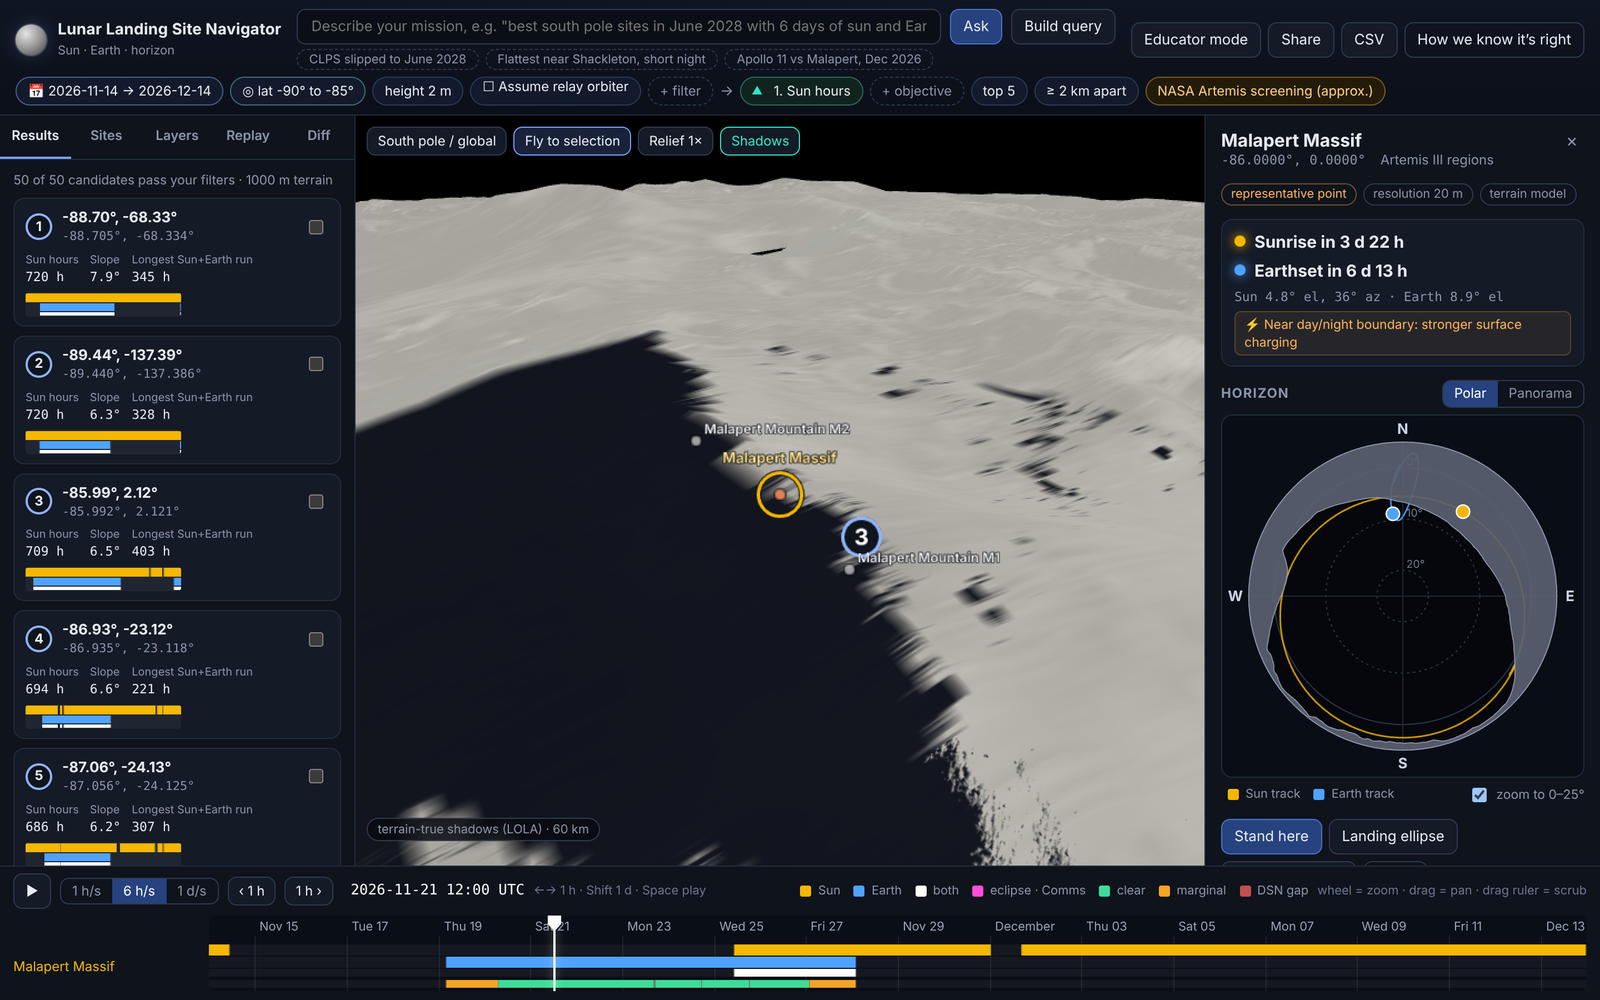 Lunar Landing Site Navigator
Sun · Earth · horizon
Describe your mission, e.g. "best south pole sites in June 2028 with 6 days of sun and Ear
Ask
Build query
CLPS slipped to June 2028
Flattest near Shackleton, short night
Apollo 11 vs Malapert, Dec 2026
Educator mode
Share
CSV
How we know it's right
2026-11-14 → 2026-12-14
◎ lat -90° to -85°
height 2 m
Assume relay orbiter
+ filter
→
▲ 1. Sun hours
+ objective
top 5
≥ 2 km apart
NASA Artemis screening (approx.)
Results
Sites
Layers
Replay
Diff
50 of 50 candidates pass your filters · 1000 m terrain
1
-88.70°, -68.33°
-88.705°, -68.334°
Sun hours Slope Longest Sun+Earth run
720 h 7.9° 345 h
2
-89.44°, -137.39°
-89.440°, -137.386°
Sun hours Slope Longest Sun+Earth run
720 h 6.3° 328 h
3
-85.99°, 2.12°
-85.992°, 2.121°
Sun hours Slope Longest Sun+Earth run
709 h 6.5° 403 h
4
-86.93°, -23.12°
-86.935°, -23.118°
Sun hours Slope Longest Sun+Earth run
694 h 6.6° 221 h
5
-87.06°, -24.13°
-87.056°, -24.125°
Sun hours Slope Longest Sun+Earth run
686 h 6.2° 307 h
South pole / global
Fly to selection
Relief 1×
Shadows
Malapert Mountain M2
Malapert Massif
3
Malapert Mountain M1
terrain-true shadows (LOLA) · 60 km
Malapert Massif
×
-86.0000°, 0.0000° Artemis III regions
representative point
resolution 20 m
terrain model
Sunrise in 3 d 22 h
Earthset in 6 d 13 h
Sun 4.8° el, 36° az · Earth 8.9° el
⚡ Near day/night boundary: stronger surface
charging
HORIZON
Polar
Panorama
N
0°
10°
20°
W
E
S
Sun track
Earth track
zoom to 0–25°
Stand here
Landing ellipse
1 h/s
6 h/s
1 d/s
‹ 1 h
1 h ›
2026-11-21 12:00 UTC
←→ 1 h · Shift 1 d · Space play
Sun
Earth
both
eclipse · Comms
clear
marginal
DSN gap
wheel = zoom · drag = pan · drag ruler = scrub
Nov 15
Tue 17
Thu 19
Sat 21
Mon 23
Wed 25
Fri 27
Nov 29
December
Thu 03
Sat 05
Mon 07
Wed 09
Fri 11
Dec 13
Malapert Massif